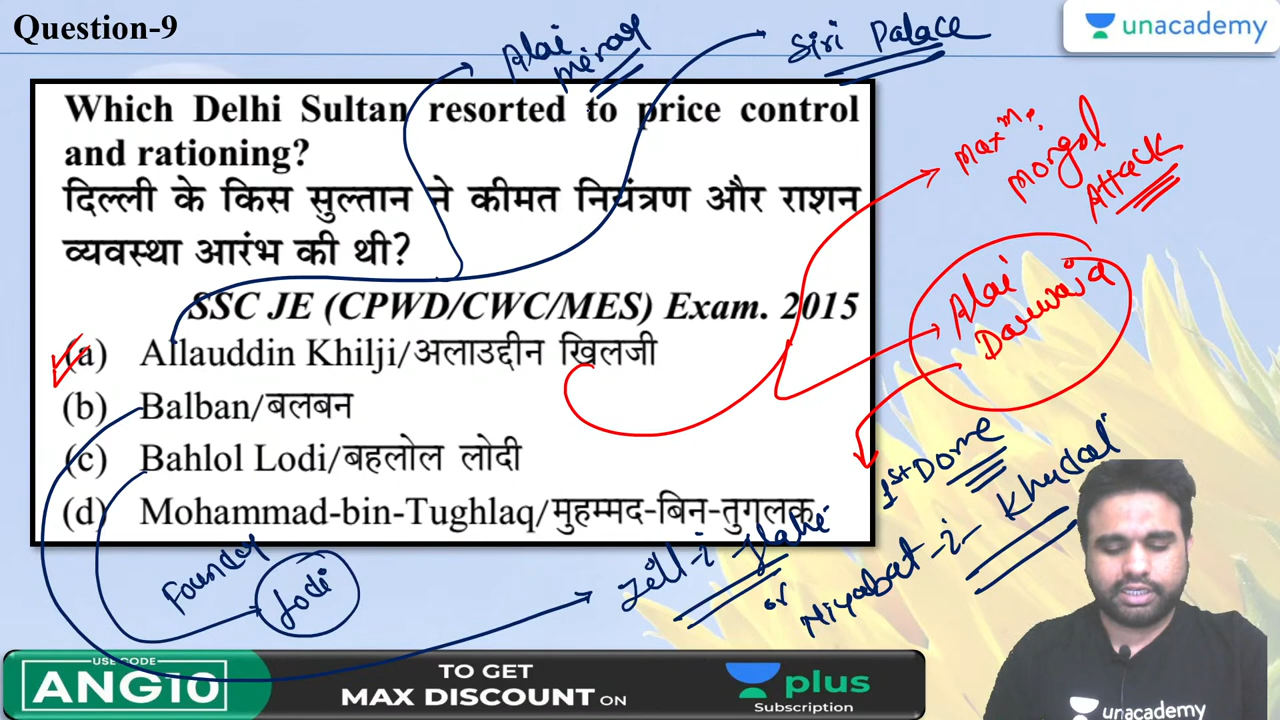 Question-9
unacademy
Alai
Minar
Siri Palace
Which Delhi Sultan resorted to price control
and rationing?
दिल्ली के किस सुल्तान ने कीमत नियंत्रण और राशन
व्यवस्था आरंभ की थी?
SSC JE (CPWD/CWC/MES) Exam. 2015
(a) Allauddin Khilji/अलाउद्दीन खिलजी
(b) Balban/बलबन
(c) Bahlol Lodi/बहलोल लोदी
(d) Mohammad-bin-Tughlaq/मुहम्मद-बिन-तुगलक
Maxm.
Mongol
Attack
Alai
Darwaja
1st Dome
Zill-i-Ilahi
or
Niyabat-i-Khudai
Founder
Lodi
USE CODE
ANG10
TO GET
MAX DISCOUNT ON
plus
Subscription
unacademy